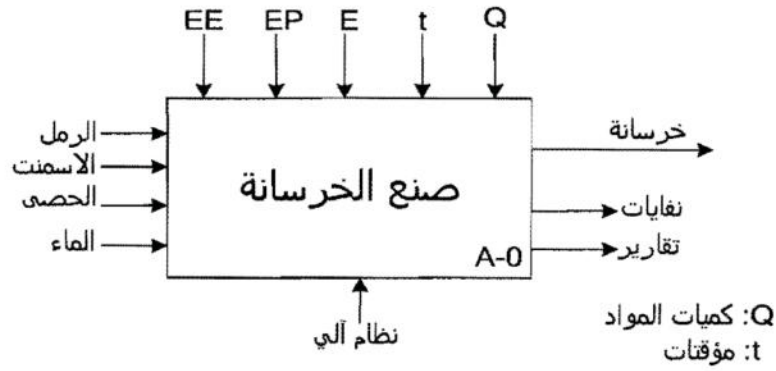 EE EP E t Q
الرمل
الاسمنت
الحصى
الماء
صنع الخرسانة
A-0
خرسانة
نفايات
تقارير
نظام آلي
Q: كميات المواد
t: مؤقتات